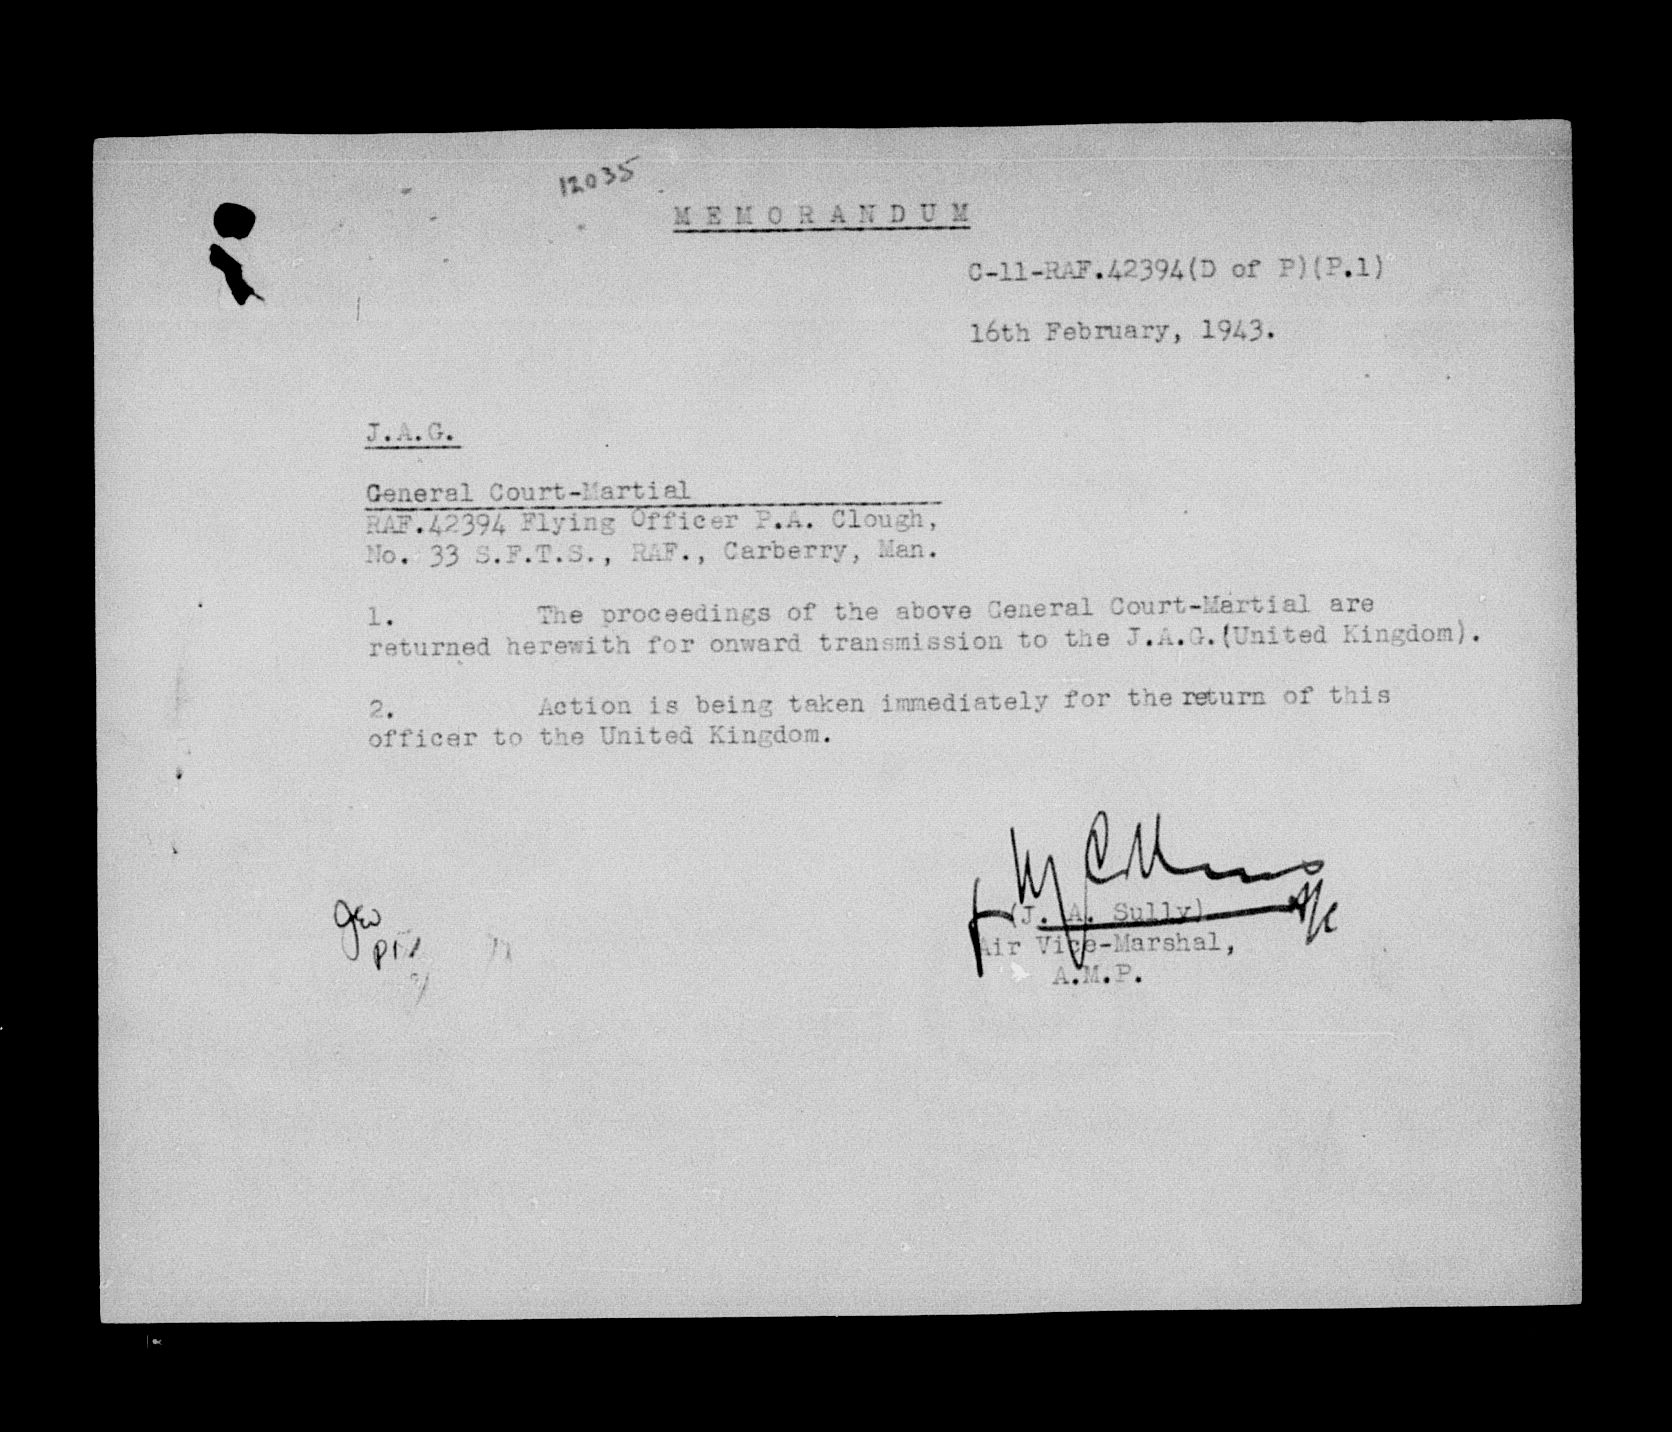 12035
MEMORANDUM
C-11-RAF.42394(D of P)(P.1)
16th February, 1943.
J.A.G.
General Court-Martial
RAF.42394 Flying Officer P.A. Clough,
No. 33 S.F.T.S., RAF., Carberry, Man.
1. The proceedings of the above General Court-Martial are
returned herewith for onward transmission to the J.A.G.(United Kingdom).
2. Action is being taken immediately for the return of this
officer to the United Kingdom.
(J. A. Sully)
Air Vice-Marshal,
A.M.P.